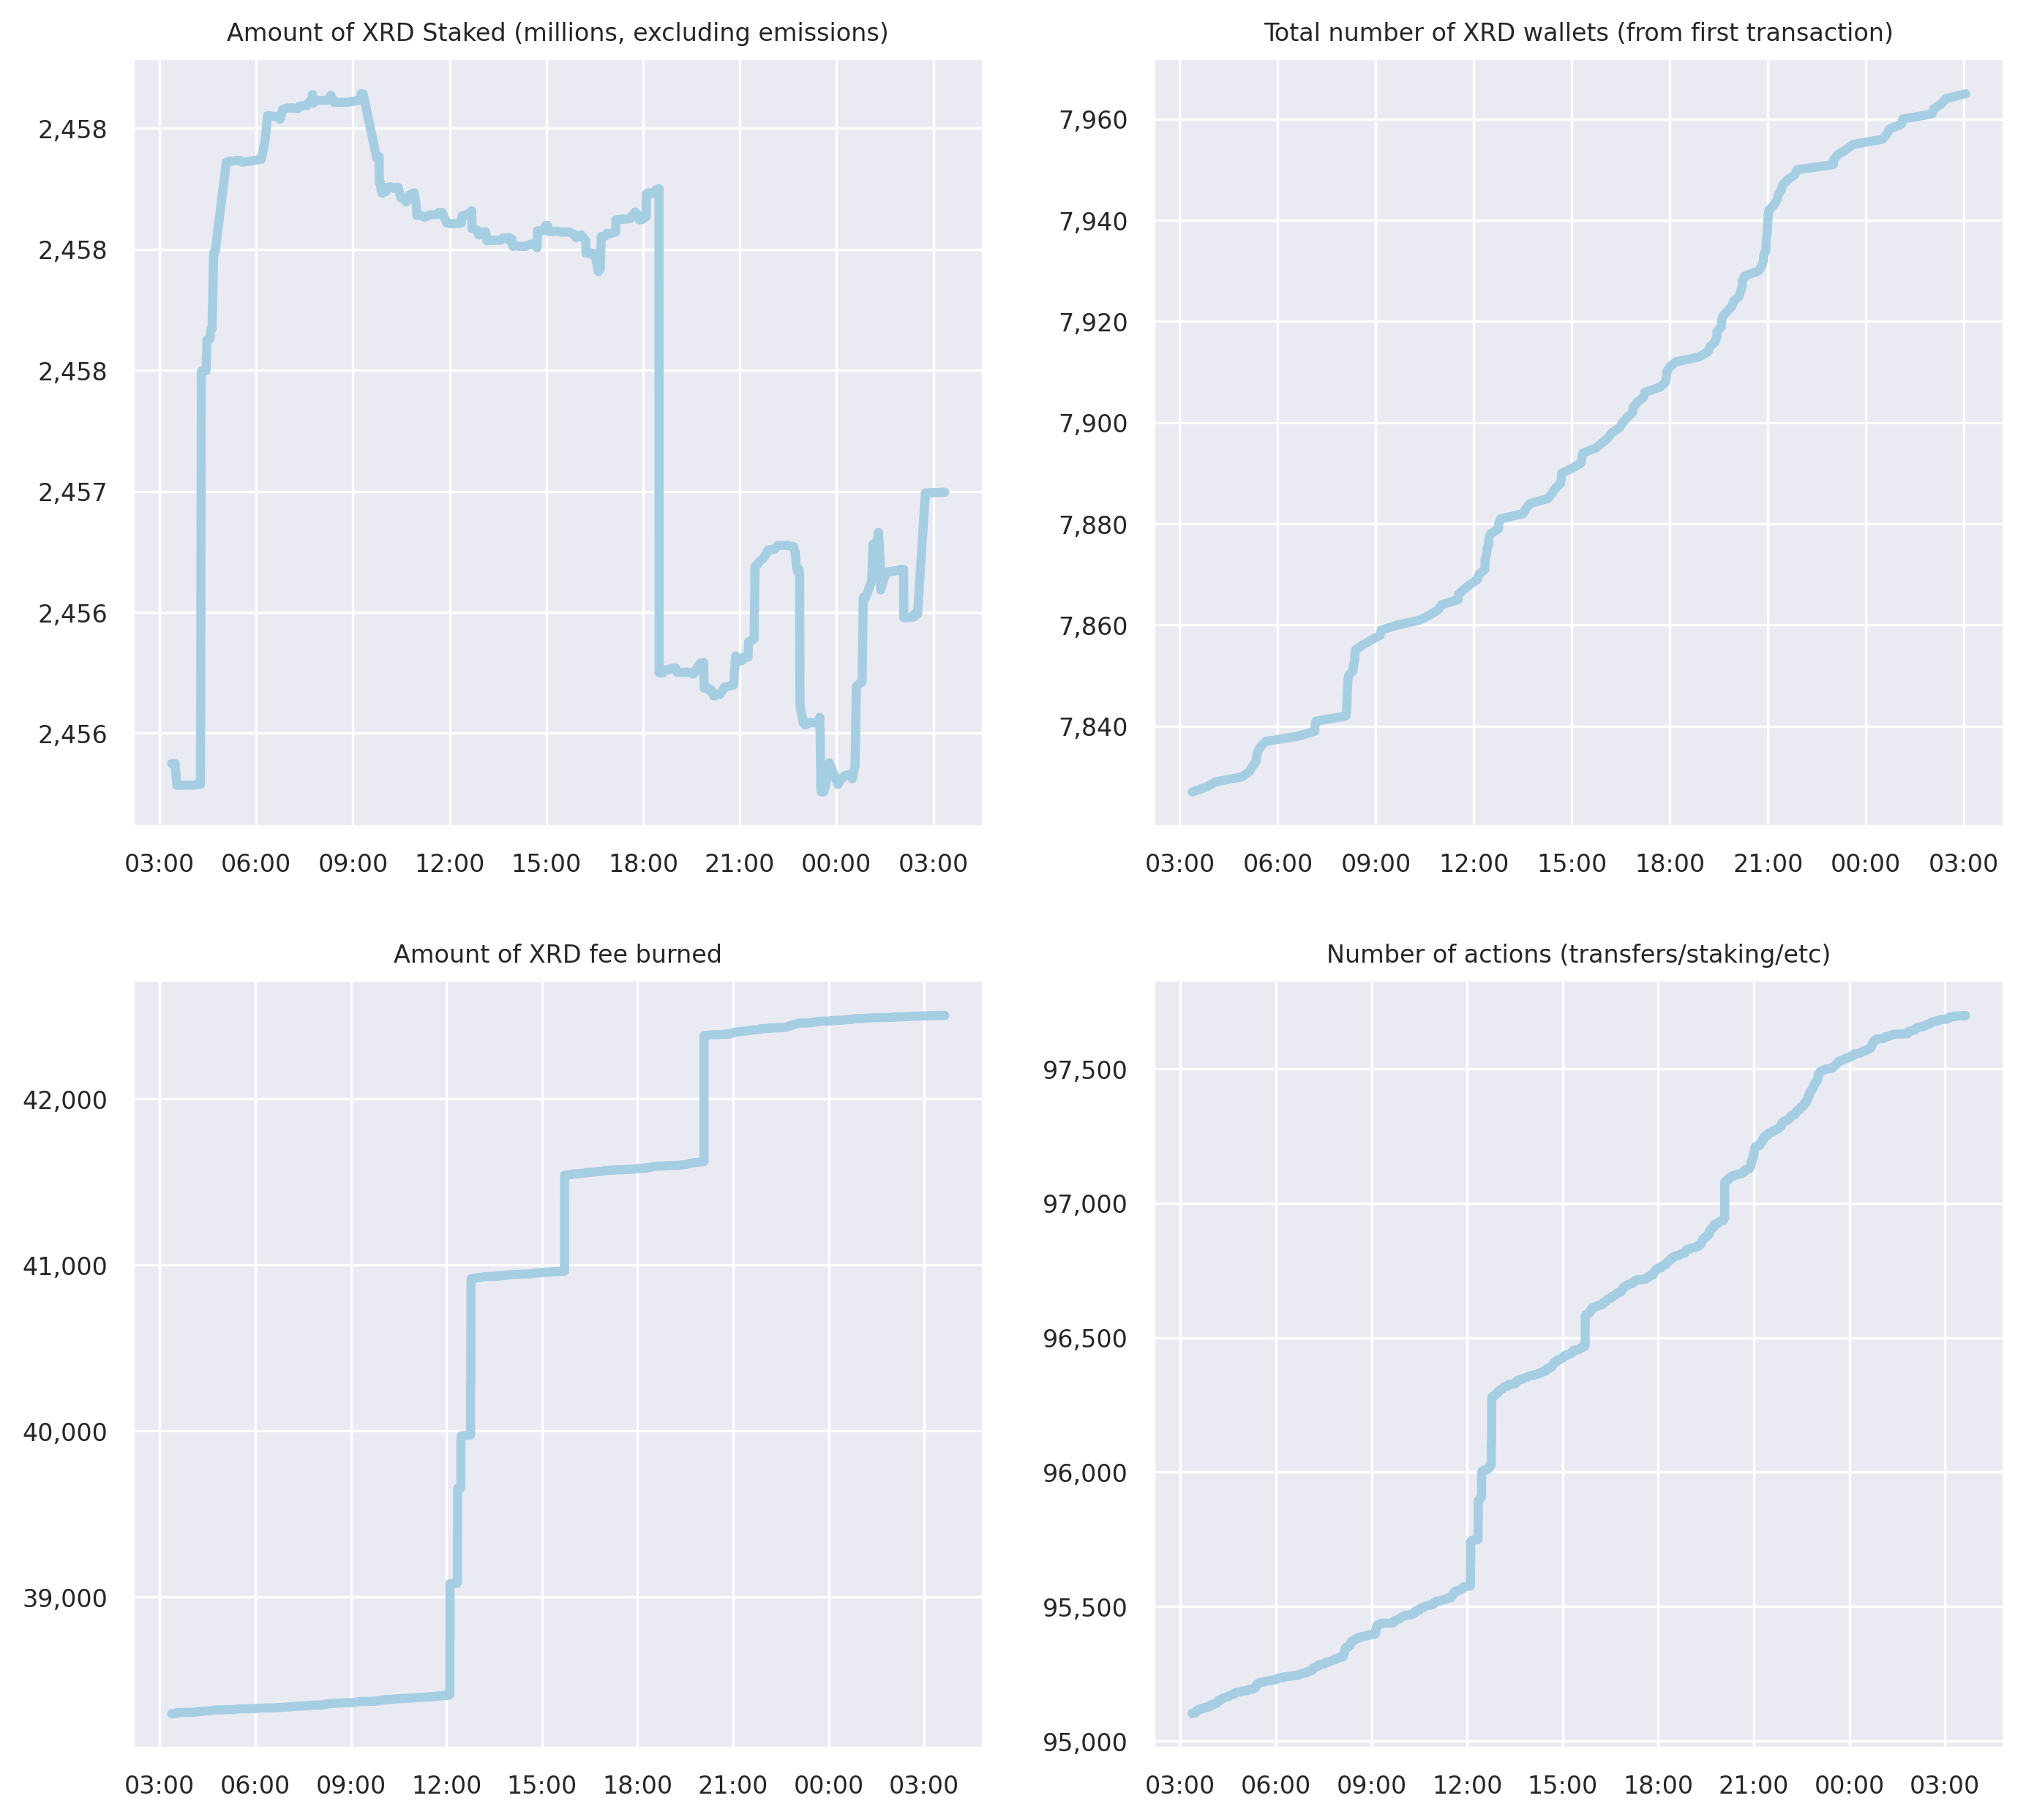 Amount of XRD Staked (millions, excluding emissions)
2,458
2,458
2,458
2,457
2,456
2,456
03:00 06:00 09:00 12:00 15:00 18:00 21:00 00:00 03:00
Total number of XRD wallets (from first transaction)
7,960
7,940
7,920
7,900
7,880
7,860
7,840
03:00 06:00 09:00 12:00 15:00 18:00 21:00 00:00 03:00
Amount of XRD fee burned
42,000
41,000
40,000
39,000
03:00 06:00 09:00 12:00 15:00 18:00 21:00 00:00 03:00
Number of actions (transfers/staking/etc)
97,500
97,000
96,500
96,000
95,500
95,000
03:00 06:00 09:00 12:00 15:00 18:00 21:00 00:00 03:00